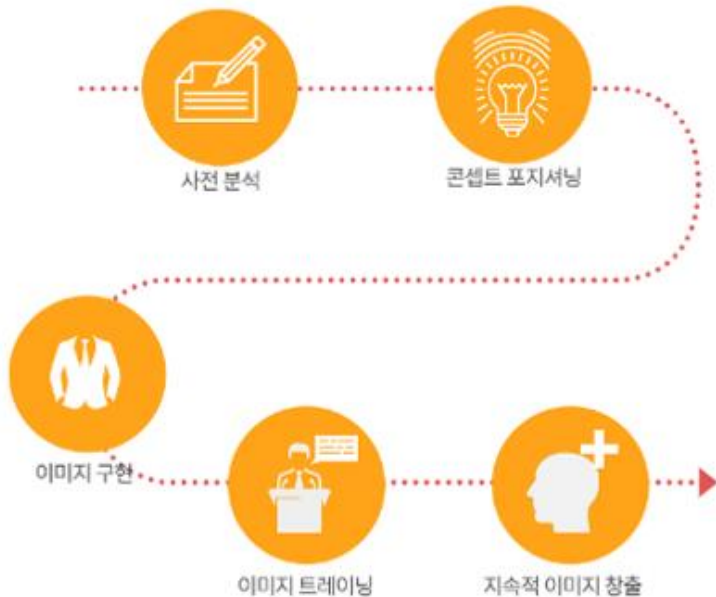 사전 분석
콘셉트 포지셔닝
이미지 구현
이미지 트레이닝
지속적 이미지 창출